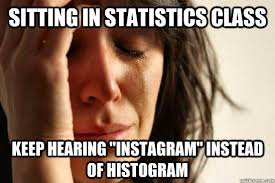 SITTING IN STATISTICS CLASS
KEEP HEARING "INSTAGRAM" INSTEAD
OF HISTOGRAM